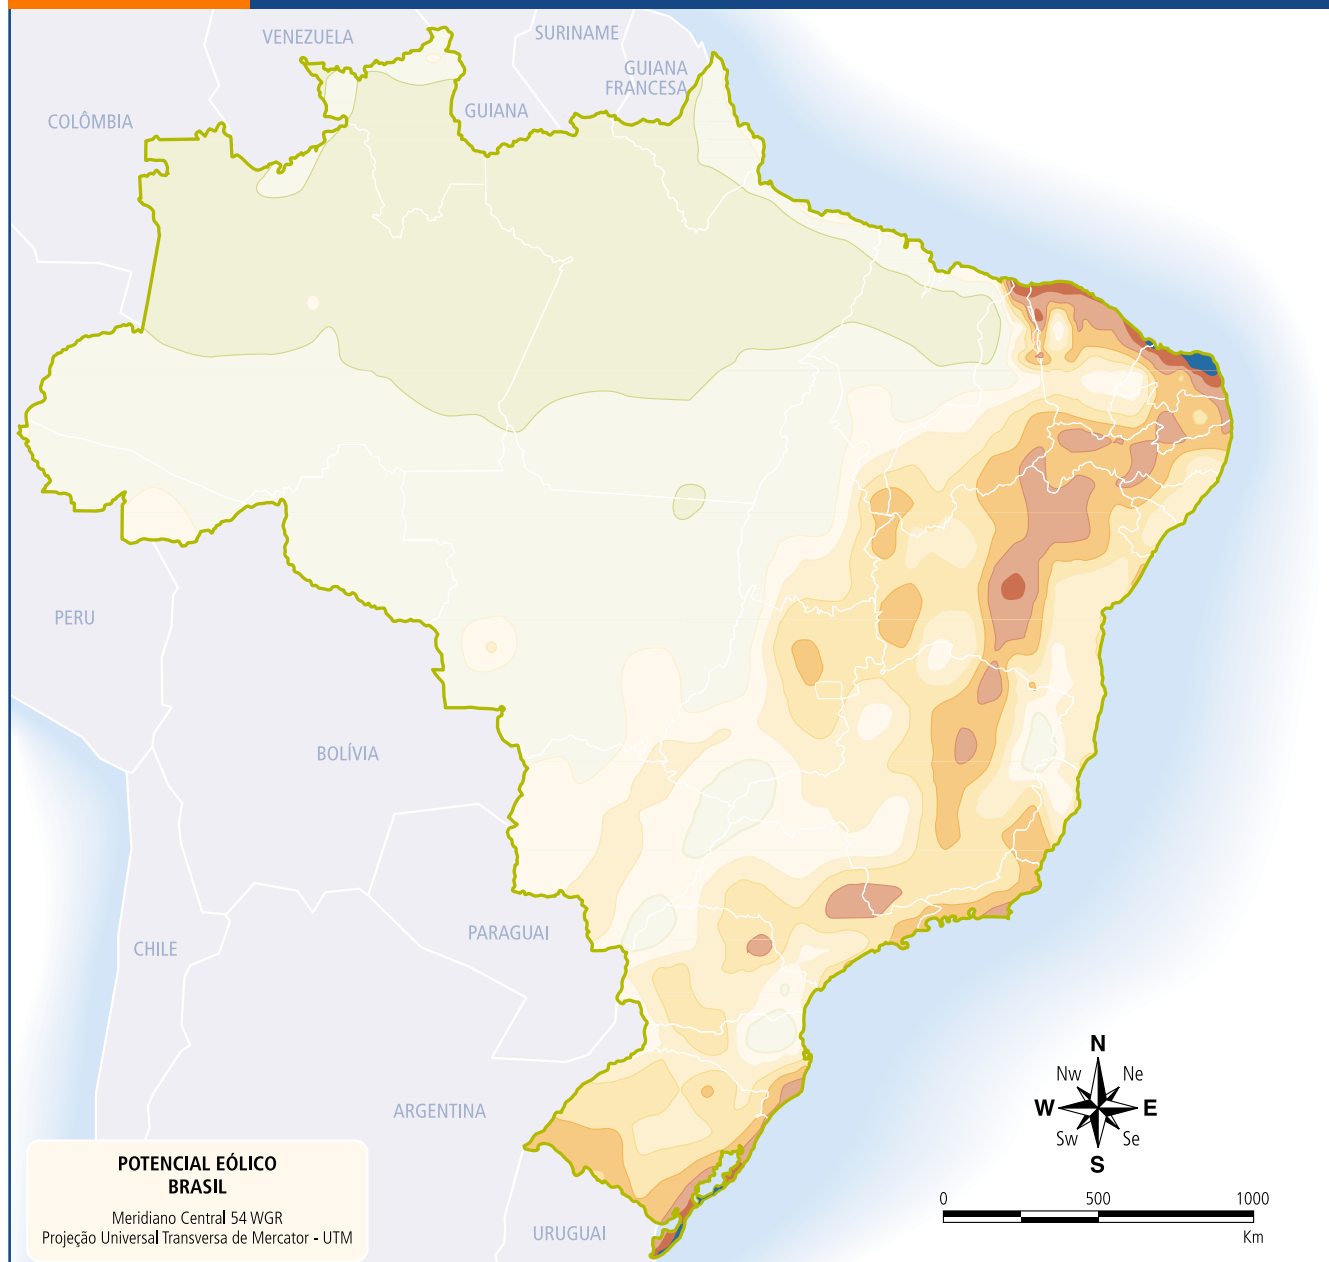 VENEZUELA
SURINAME
GUIANA
FRANCESA
COLÔMBIA
GUIANA
PERU
BOLÍVIA
PARAGUAI
CHILE
ARGENTINA
URUGUAI
N
Nw Ne
W E
Sw Se
S
0 500 1000
Km
POTENCIAL EÓLICO
BRASIL
Meridiano Central 54 WGR
Projeção Universal Transversa de Mercator - UTM